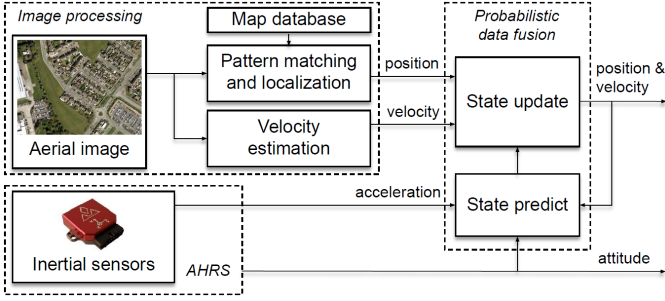 Image processing
Map database
Pattern matching
and localization
Aerial image
Velocity
estimation
position
velocity
Probabilistic
data fusion
State update
position &
velocity
acceleration
State predict
Inertial sensors
AHRS
attitude